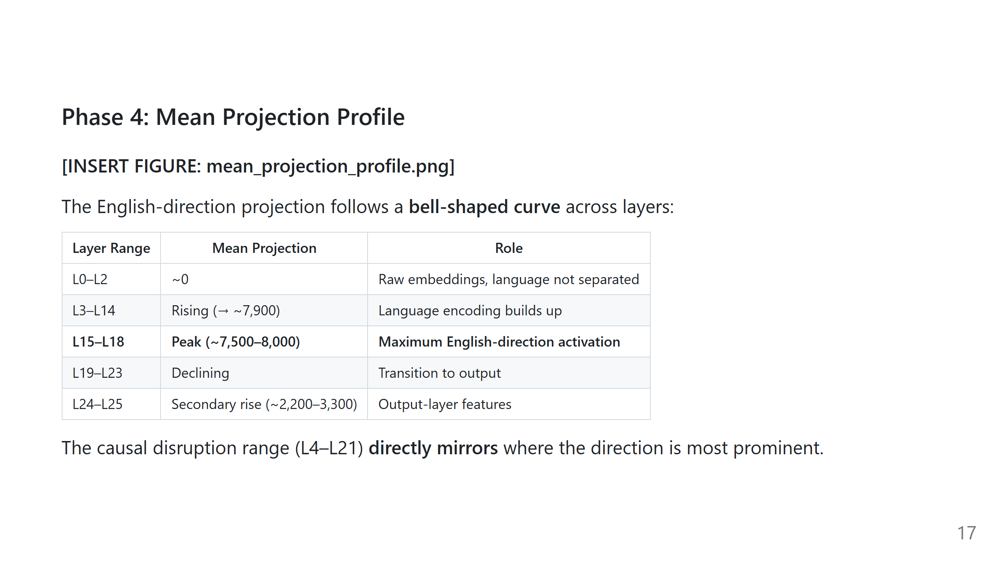 Phase 4: Mean Projection Profile
[INSERT FIGURE: mean_projection_profile.png]
The English-direction projection follows a bell-shaped curve across layers:
Layer Range Mean Projection Role
L0–L2 ~0 Raw embeddings, language not separated
L3–L14 Rising (→ ~7,900) Language encoding builds up
L15–L18 Peak (~7,500–8,000) Maximum English-direction activation
L19–L23 Declining Transition to output
L24–L25 Secondary rise (~2,200–3,300) Output-layer features
The causal disruption range (L4–L21) directly mirrors where the direction is most prominent.
17